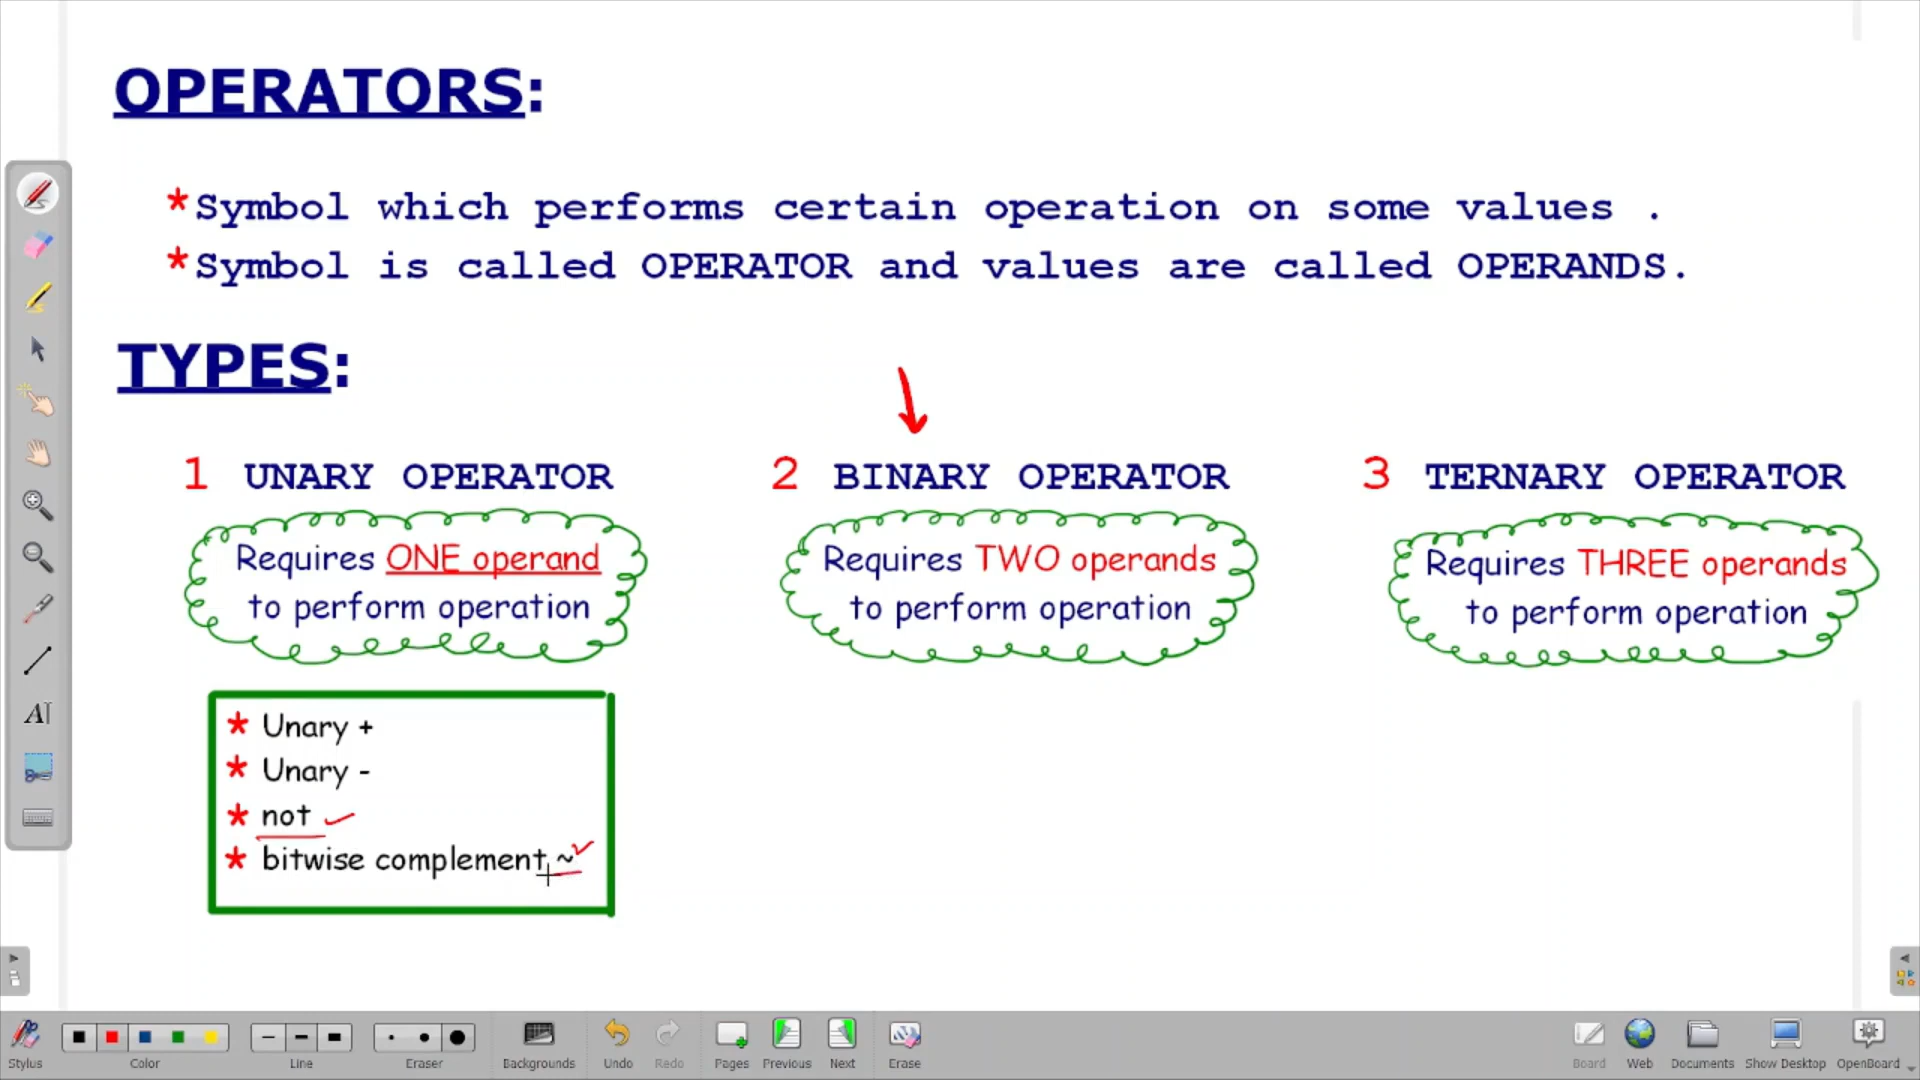 OPERATORS:
*Symbol which performs certain operation on some values .
*Symbol is called OPERATOR and values are called OPERANDS.
TYPES:
1 UNARY OPERATOR
Requires ONE operand
to perform operation
2 BINARY OPERATOR
Requires TWO operands
to perform operation
3 TERNARY OPERATOR
Requires THREE operands
to perform operation
* Unary +
* Unary -
* not ✓
* bitwise complement ~ ✓
Stylus
Color
Line
Eraser
Backgrounds
Undo
Redo
Pages
Previous
Next
Erase
Board
Web
Documents
Show Desktop
OpenBoard